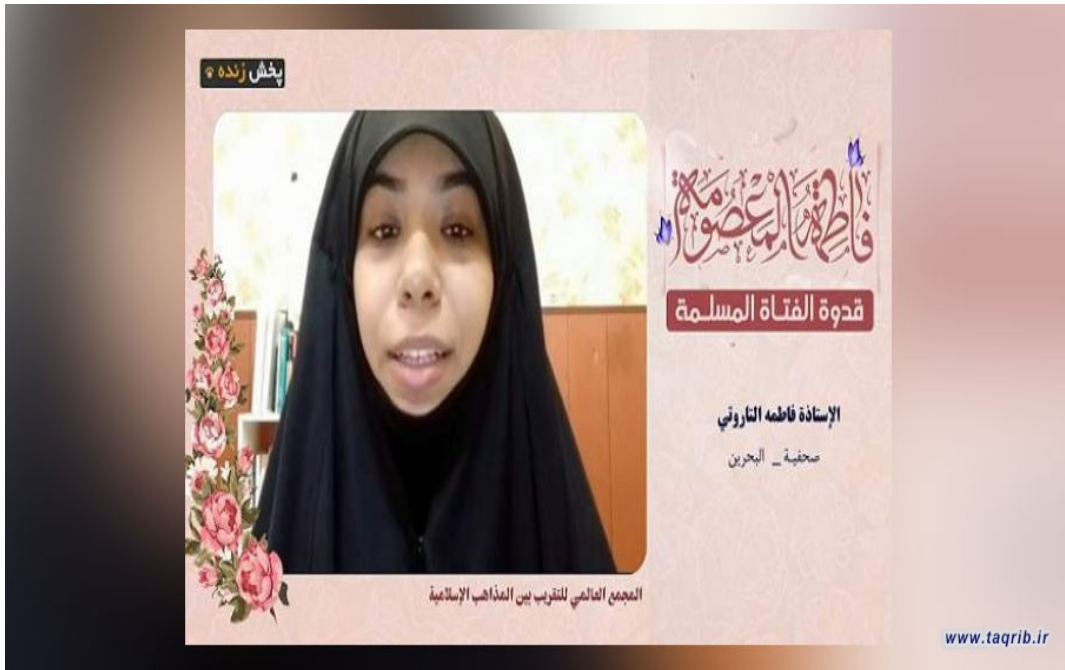 پخش زنده
فاطمة المعصومة
قدوة الفتاة المسلمة
الإستاذة فاطمه التاروتي
صحفية _ البحرين
المجمع العالمي للتقريب بين المذاهب الإسلامية
www.taqrib.ir